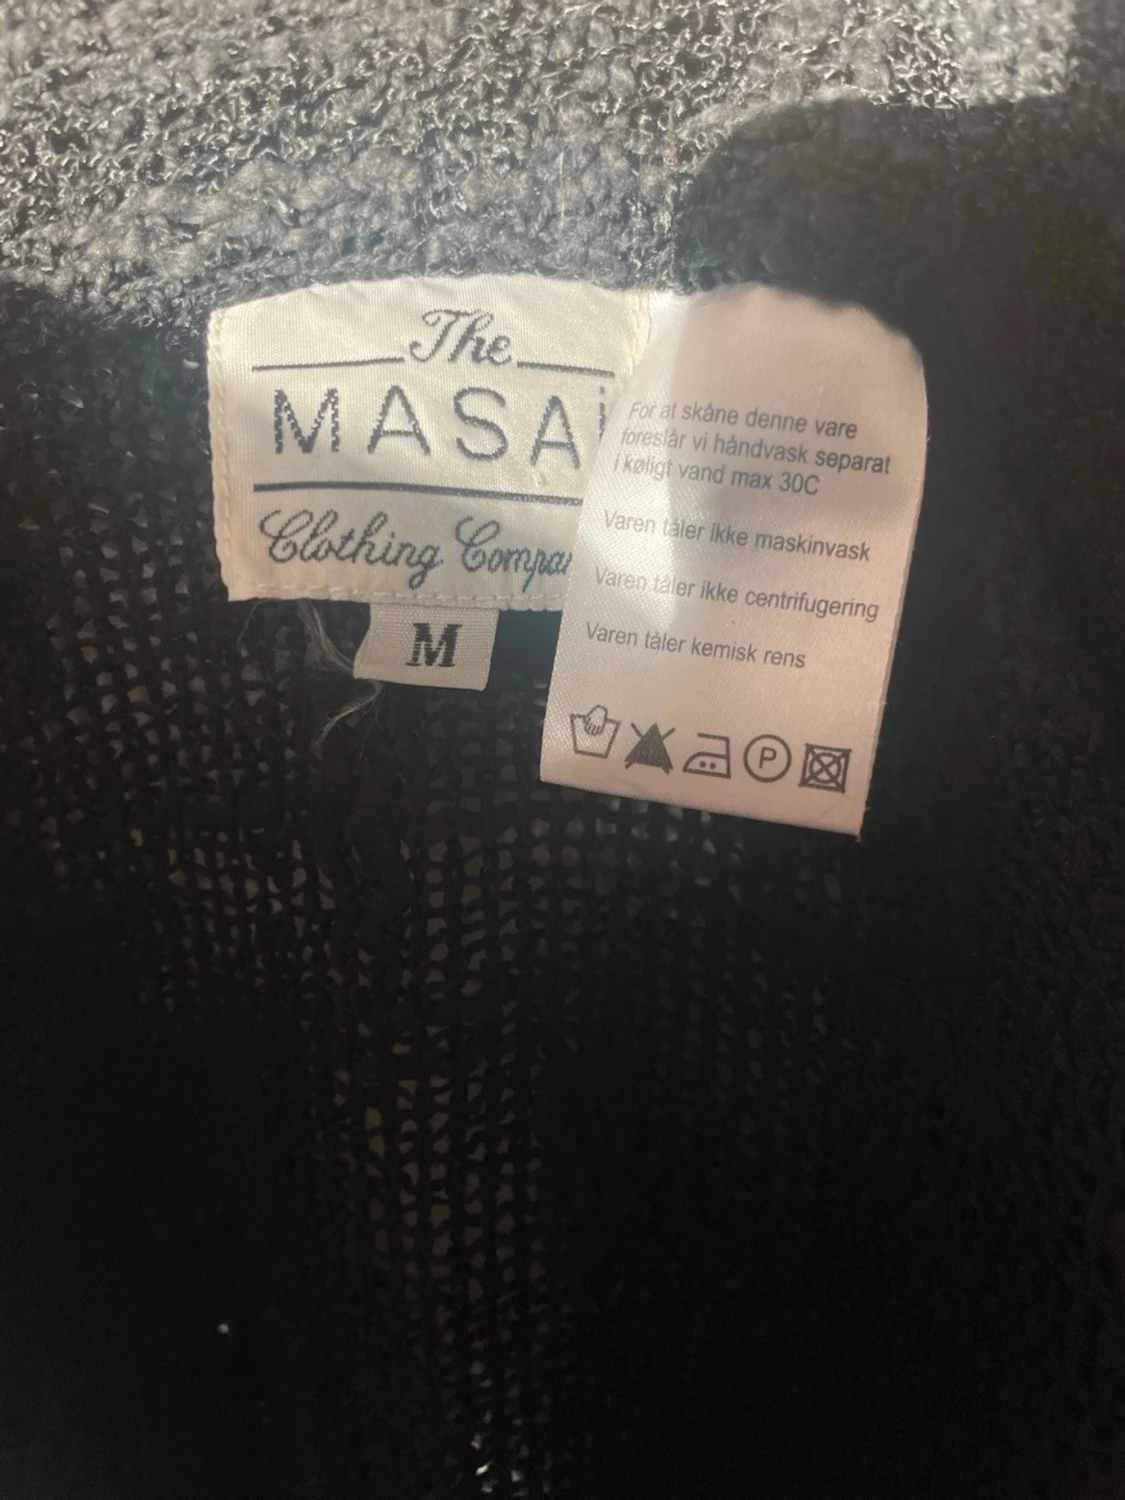 The
MASAI
Clothing Compa
M
For at skåne denne vare
foreslår vi håndvask separat
i køligt vand max 30C
Varen tåler ikke maskinvask
Varen tåler ikke centrifugering
Varen tåler kemisk rens
P